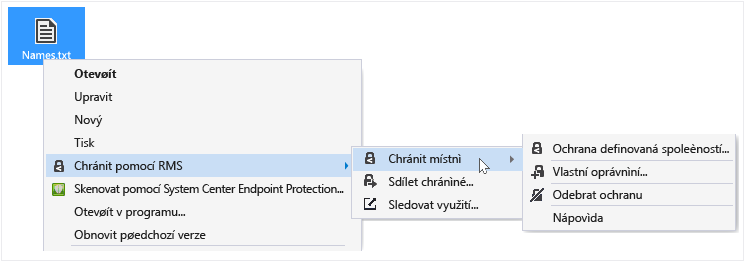 Names.txt
Otevøít
Upravit
Nový
Tisk
Chránit pomocí RMS
Skenovat pomocí System Center Endpoint Protection...
Otevøít v programu...
Obnovit pøedchozí verze
Chránit místnì
Sdílet chránìné...
Sledovat využití...
Ochrana definovaná spoleèností...
Vlastní oprávnìní...
Odebrat ochranu
Nápovìda